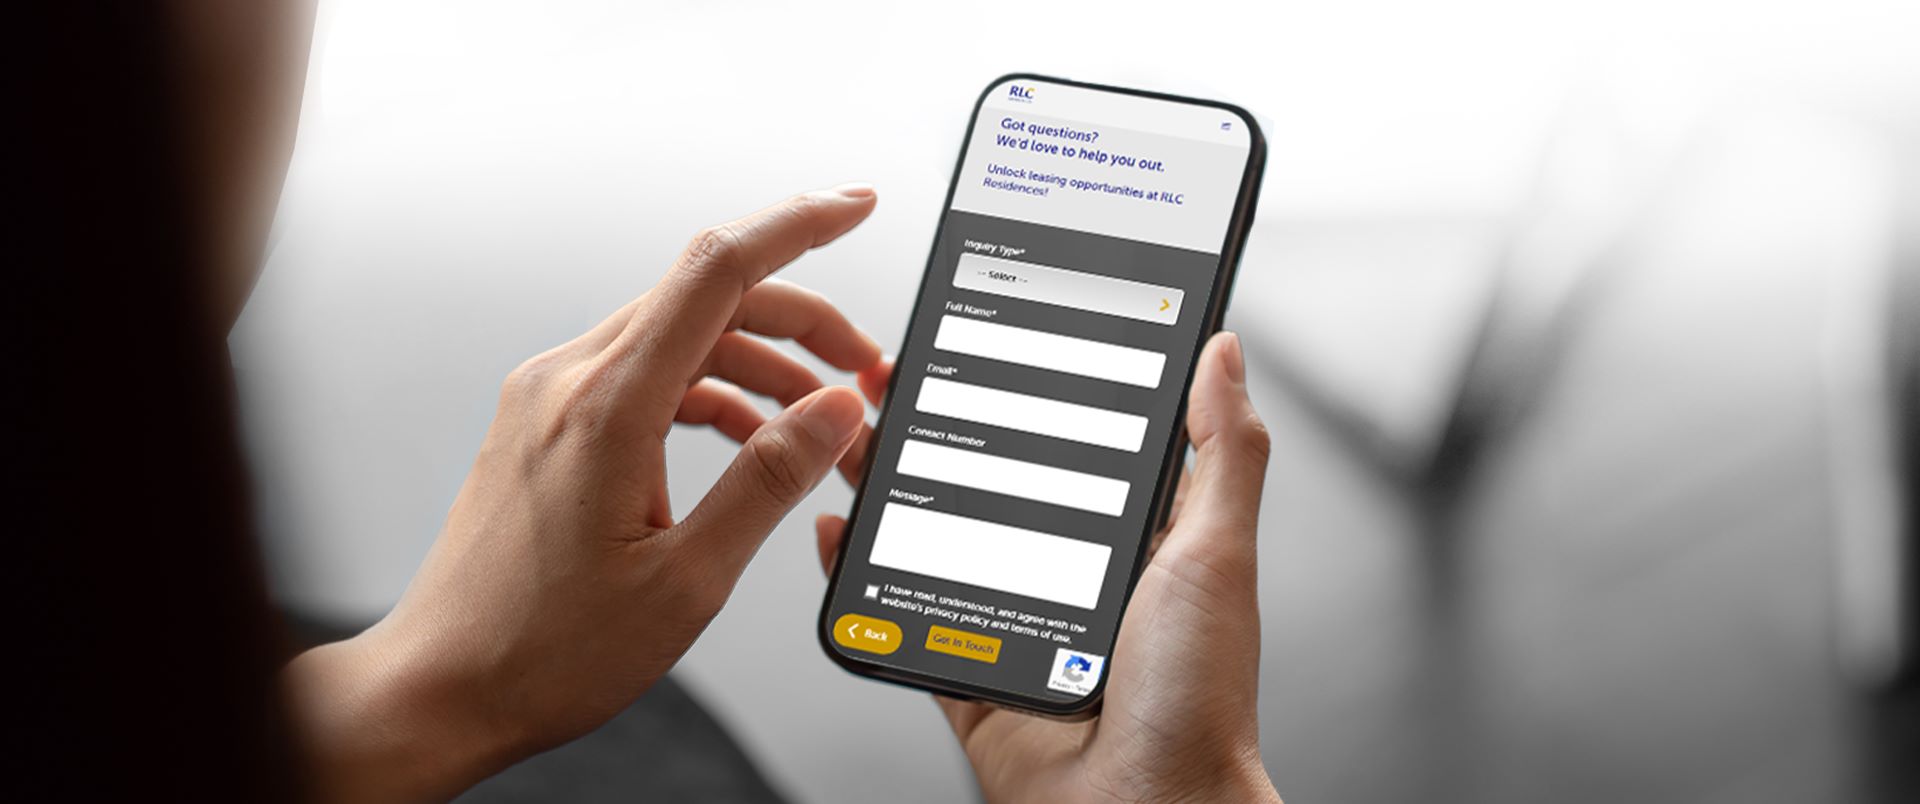 RLC
Got questions?
We'd love to help you out.
Unlock leasing opportunities at RLC
Residences!
Inquiry Type*
-- Select --
Full Name*
Email*
Contact Number
Message*
I have read, understood, and agree with the
website's privacy policy and terms of use.
Back
Get In Touch
Privacy - Terms